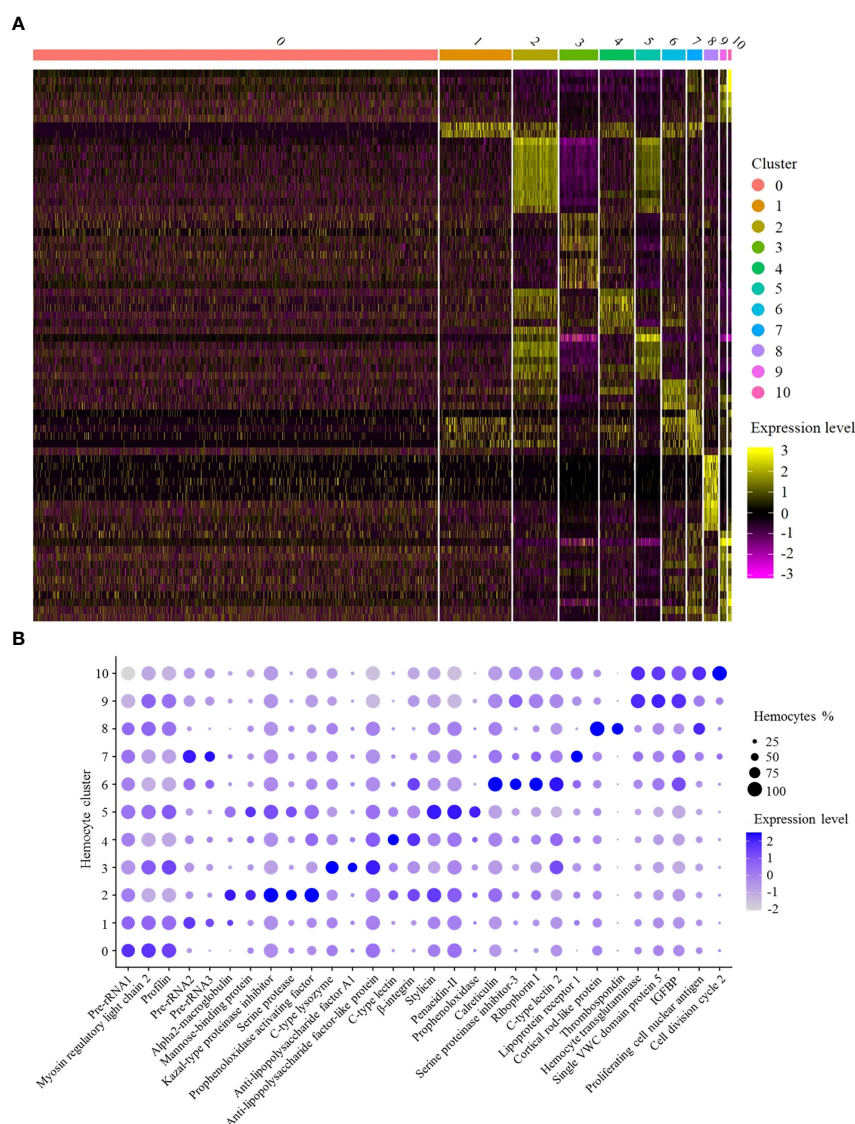 A
0 1 2 3 4 5 6 7 8 9 10
Cluster
0
1
2
3
4
5
6
7
8
9
10
Expression level
3
2
1
0
-1
-2
-3
B
Hemocyte cluster
10
9
8
7
6
5
4
3
2
1
0
Pre-rRNA1
Myosin regulatory light chain 2
Profilin
Pre-rRNA2
Pre-rRNA3
Alpha2-macroglobulin
Mannose-binding protein
Kazal-type proteinase inhibitor
Serine protease
Prophenoloxidase activating factor
C-type lysozyme
Anti-lipopolysaccharide factor A1
Anti-lipopolysaccharide factor-like protein
C-type lectin
β-integrin
Stylicin
Penaeidin-II
Prophenoloxidase
Calreticulin
Serine proteinase inhibitor-3
Ribophorin I
C-type lectin 2
Lipoprotein receptor 1
Cortical rod-like protein
Thrombospondin
Hemocyte transglutaminase
Single VWC domain protein 5
IGFBP
Proliferating cell nuclear antigen
Cell division cycle 2
Hemocytes %
25
50
75
100
Expression level
2
1
0
-1
-2